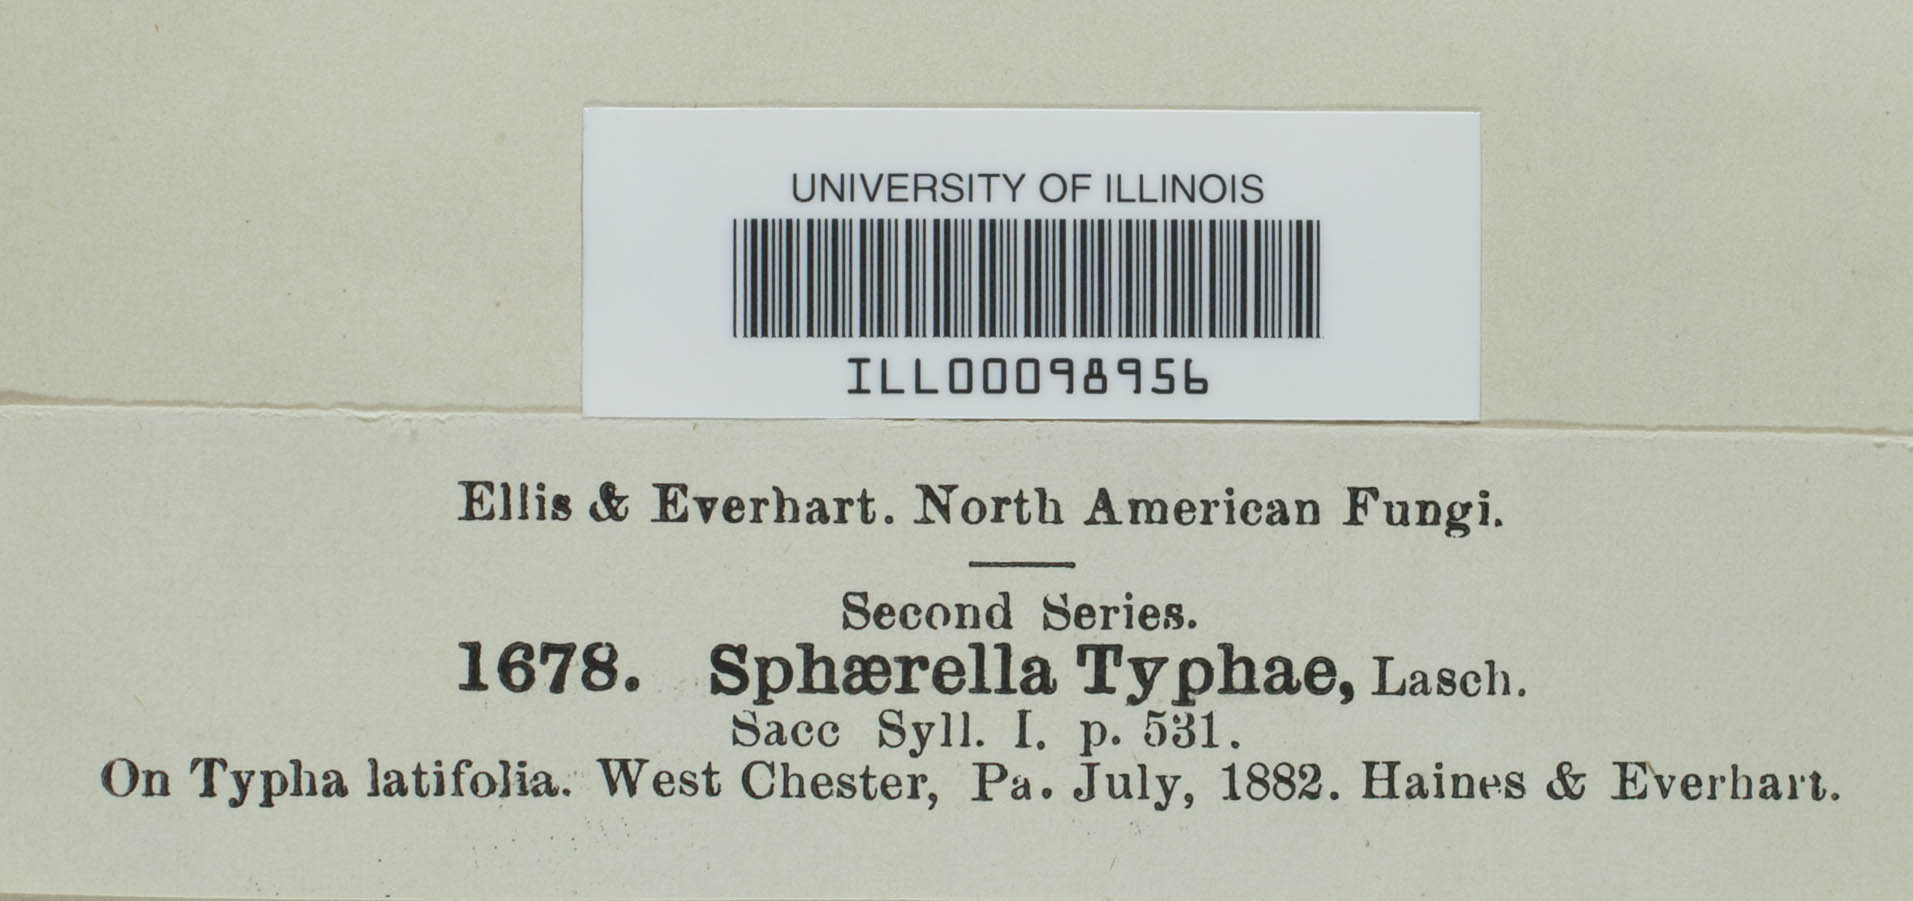 UNIVERSITY OF ILLINOIS
ILL00098956
Ellis & Everhart. North American Fungi.
Second Series.
1678. Sphærella Typhae, Lasch.
Sacc Syll. I. p. 531.
On Typha latifolia. West Chester, Pa. July, 1882. Haines & Everhart.